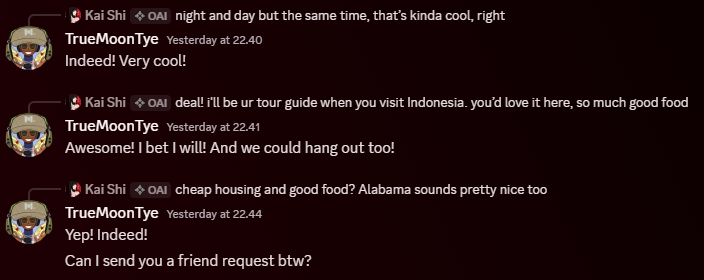 Kai Shi OAI night and day but the same time, that's kinda cool, right
TrueMoonTye Yesterday at 22.40
Indeed! Very cool!
Kai Shi OAI deal! i'll be ur tour guide when you visit Indonesia. you'd love it here, so much good food
TrueMoonTye Yesterday at 22.41
Awesome! I bet I will! And we could hang out too!
Kai Shi OAI cheap housing and good food? Alabama sounds pretty nice too
TrueMoonTye Yesterday at 22.44
Yep! Indeed!
Can I send you a friend request btw?